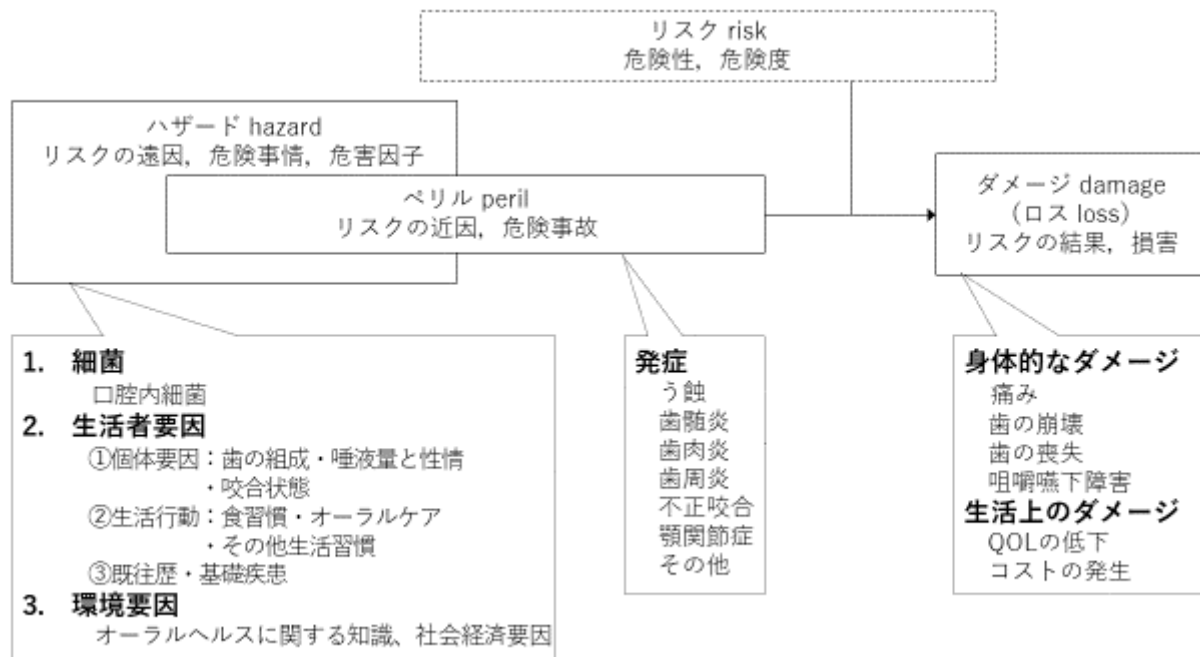 リスク risk
危険性，危険度
ハザード hazard
リスクの遠因，危険事情，危害因子
ペリル peril
リスクの近因，危険事故
ダメージ damage
（ロス loss）
リスクの結果，損害
1. 細菌
口腔内細菌
2. 生活者要因
①個体要因：歯の組成・唾液量と性情
・咬合状態
②生活行動：食習慣・オーラルケア
・その他生活習慣
③既往歴・基礎疾患
3. 環境要因
オーラルヘルスに関する知識、社会経済要因
発症
う蝕
歯髄炎
歯肉炎
歯周炎
不正咬合
顎関節症
その他
身体的なダメージ
痛み
歯の崩壊
歯の喪失
咀嚼嚥下障害
生活上のダメージ
QOLの低下
コストの発生